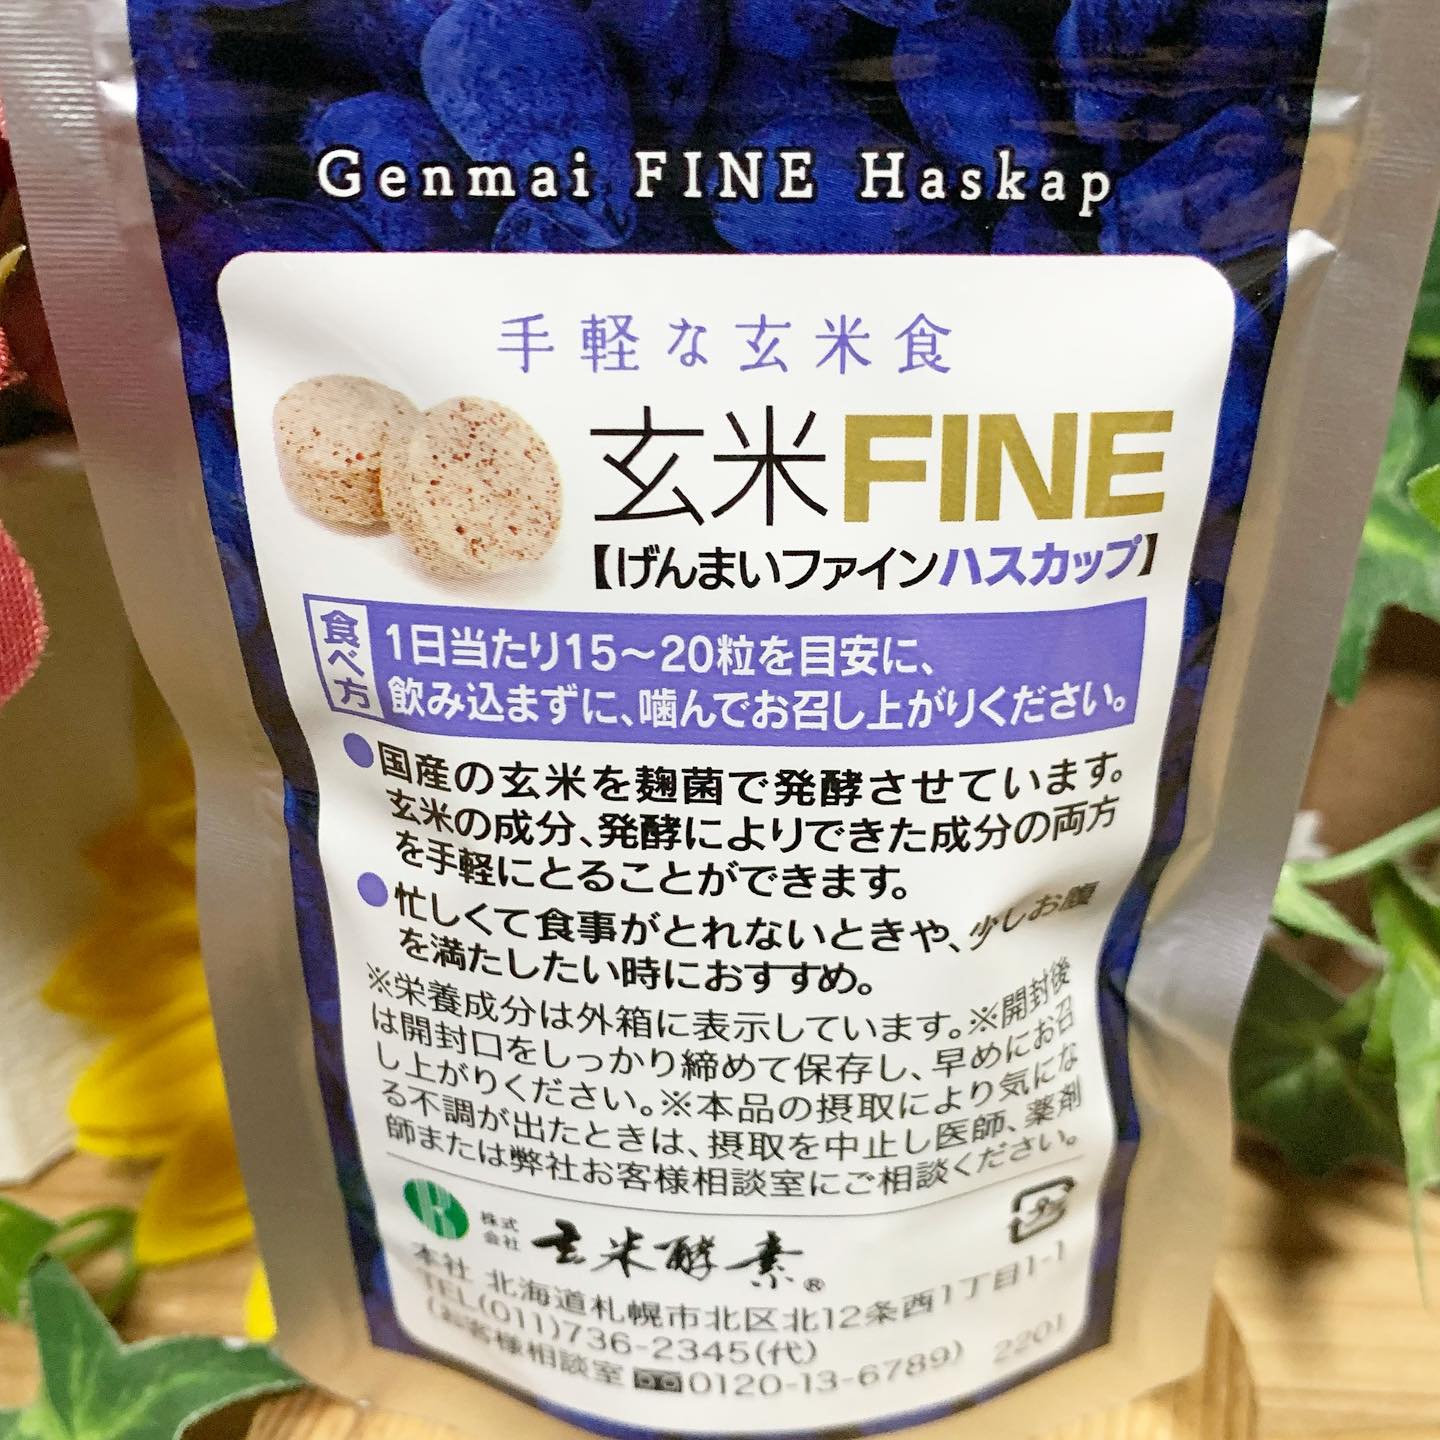 Genmai FINE Haskap
手軽な玄米食
玄米FINE
【げんまいファインハスカップ】
食べ方
1日当たり15〜20粒を目安に、
飲み込まずに、噛んでお召し上がりください。
●国産の玄米を麹菌で発酵させています。
玄米の成分、発酵によりできた成分の両方
を手軽にとることができます。
●忙しくて食事がとれないときや、少しお腹
を満たしたい時におすすめ。
※栄養成分は外箱に表示しています。※開封後
は開封口をしっかり締めて保存し、早めにお召
し上がりください。※本品の摂取により気にな
る不調が出たときは、摂取を中止し医師、薬剤
師または弊社お客様相談室にご相談ください。
株式会社 玄米酵素®
本社 北海道札幌市北区北12条西1丁目1-1
TEL(011)736-2345(代)
(お客様相談室 0120-13-6789) 2201